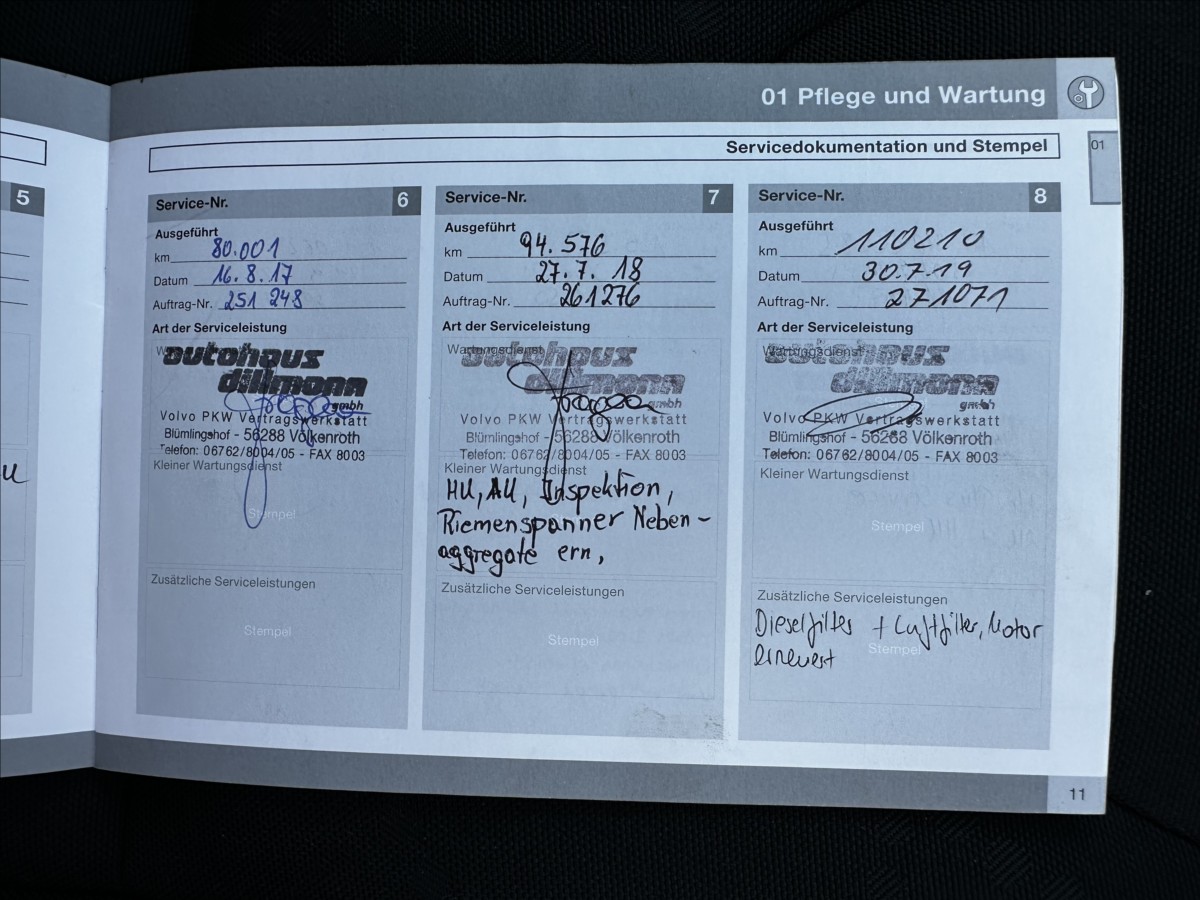 01 Pflege und Wartung
Servicedokumentation und Stempel
01
5
u
Service-Nr. 6
Ausgeführt
km 80.001
Datum 16.8.17
Auftrag-Nr. 251 248
Art der Serviceleistung
autohaus
dillmann
gmbh
Volvo PKW Vertragswerkstatt
Blümlingshof - 56288 Völkenroth
Telefon: 06762/8004/05 - FAX 8003
Kleiner Wartungsdienst
Stempel
Zusätzliche Serviceleistungen
Stempel
Service-Nr. 7
Ausgeführt
km 94.576
Datum 27.7.18
Auftrag-Nr. 261276
Art der Serviceleistung
Wartungsdienst
autohaus
dillmann
gmbh
Volvo PKW Vertragswerkstatt
Blümlingshof - 56288 Völkenroth
Telefon: 06762/8004/05 - FAX 8003
Kleiner Wartungsdienst
HU, AU, Inspektion,
Riemenspanner Neben-
aggregate ern,
Zusätzliche Serviceleistungen
Stempel
Service-Nr. 8
Ausgeführt
km 110210
Datum 30.7.19
Auftrag-Nr. 271071
Art der Serviceleistung
Wartungsdienst
autohaus
dillmann
gmbh
Volvo PKW Vertragswerkstatt
Blümlingshof - 56288 Völkenroth
Telefon: 06762/8004/05 - FAX 8003
Kleiner Wartungsdienst
Stempel
Zusätzliche Serviceleistungen
Dieselfilter + Luftfilter, Motor
Stempel
erneuert
11